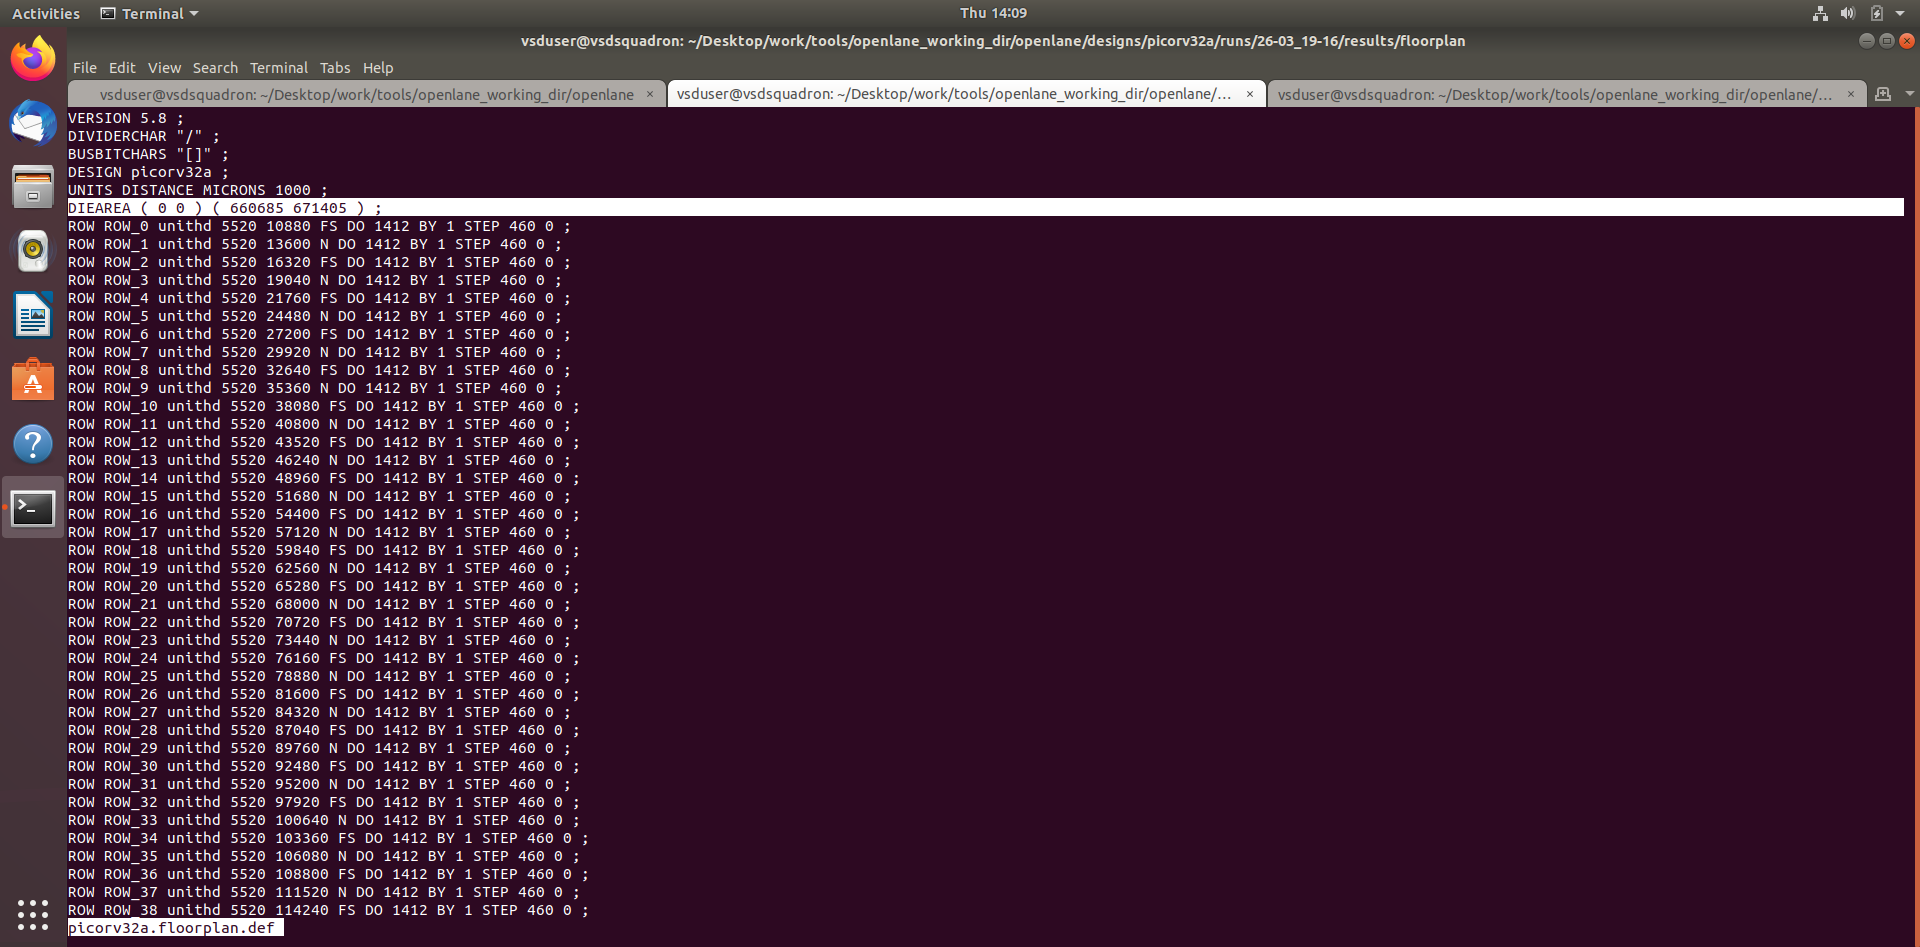 Activities Terminal Thu 14:09
vsduser@vsdsquadron: ~/Desktop/work/tools/openlane_working_dir/openlane/designs/picorv32a/runs/26-03_19-16/results/floorplan
File Edit View Search Terminal Tabs Help
vsduser@vsdsquadron: ~/Desktop/work/tools/openlane_working_dir/openlane × vsduser@vsdsquadron: ~/Desktop/work/tools/openlane_working_dir/openlane/... × vsduser@vsdsquadron: ~/Desktop/work/tools/openlane_working_dir/openlane/... ×
VERSION 5.8 ;
DIVIDERCHAR "/" ;
BUSBITCHARS "[]" ;
DESIGN picorv32a ;
UNITS DISTANCE MICRONS 1000 ;
DIEAREA ( 0 0 ) ( 660685 671405 ) ;
ROW ROW_0 unithd 5520 10880 FS DO 1412 BY 1 STEP 460 0 ;
ROW ROW_1 unithd 5520 13600 N DO 1412 BY 1 STEP 460 0 ;
ROW ROW_2 unithd 5520 16320 FS DO 1412 BY 1 STEP 460 0 ;
ROW ROW_3 unithd 5520 19040 N DO 1412 BY 1 STEP 460 0 ;
ROW ROW_4 unithd 5520 21760 FS DO 1412 BY 1 STEP 460 0 ;
ROW ROW_5 unithd 5520 24480 N DO 1412 BY 1 STEP 460 0 ;
ROW ROW_6 unithd 5520 27200 FS DO 1412 BY 1 STEP 460 0 ;
ROW ROW_7 unithd 5520 29920 N DO 1412 BY 1 STEP 460 0 ;
ROW ROW_8 unithd 5520 32640 FS DO 1412 BY 1 STEP 460 0 ;
ROW ROW_9 unithd 5520 35360 N DO 1412 BY 1 STEP 460 0 ;
ROW ROW_10 unithd 5520 38080 FS DO 1412 BY 1 STEP 460 0 ;
ROW ROW_11 unithd 5520 40800 N DO 1412 BY 1 STEP 460 0 ;
ROW ROW_12 unithd 5520 43520 FS DO 1412 BY 1 STEP 460 0 ;
ROW ROW_13 unithd 5520 46240 N DO 1412 BY 1 STEP 460 0 ;
ROW ROW_14 unithd 5520 48960 FS DO 1412 BY 1 STEP 460 0 ;
ROW ROW_15 unithd 5520 51680 N DO 1412 BY 1 STEP 460 0 ;
ROW ROW_16 unithd 5520 54400 FS DO 1412 BY 1 STEP 460 0 ;
ROW ROW_17 unithd 5520 57120 N DO 1412 BY 1 STEP 460 0 ;
ROW ROW_18 unithd 5520 59840 FS DO 1412 BY 1 STEP 460 0 ;
ROW ROW_19 unithd 5520 62560 N DO 1412 BY 1 STEP 460 0 ;
ROW ROW_20 unithd 5520 65280 FS DO 1412 BY 1 STEP 460 0 ;
ROW ROW_21 unithd 5520 68000 N DO 1412 BY 1 STEP 460 0 ;
ROW ROW_22 unithd 5520 70720 FS DO 1412 BY 1 STEP 460 0 ;
ROW ROW_23 unithd 5520 73440 N DO 1412 BY 1 STEP 460 0 ;
ROW ROW_24 unithd 5520 76160 FS DO 1412 BY 1 STEP 460 0 ;
ROW ROW_25 unithd 5520 78880 N DO 1412 BY 1 STEP 460 0 ;
ROW ROW_26 unithd 5520 81600 FS DO 1412 BY 1 STEP 460 0 ;
ROW ROW_27 unithd 5520 84320 N DO 1412 BY 1 STEP 460 0 ;
ROW ROW_28 unithd 5520 87040 FS DO 1412 BY 1 STEP 460 0 ;
ROW ROW_29 unithd 5520 89760 N DO 1412 BY 1 STEP 460 0 ;
ROW ROW_30 unithd 5520 92480 FS DO 1412 BY 1 STEP 460 0 ;
ROW ROW_31 unithd 5520 95200 N DO 1412 BY 1 STEP 460 0 ;
ROW ROW_32 unithd 5520 97920 FS DO 1412 BY 1 STEP 460 0 ;
ROW ROW_33 unithd 5520 100640 N DO 1412 BY 1 STEP 460 0 ;
ROW ROW_34 unithd 5520 103360 FS DO 1412 BY 1 STEP 460 0 ;
ROW ROW_35 unithd 5520 106080 N DO 1412 BY 1 STEP 460 0 ;
ROW ROW_36 unithd 5520 108800 FS DO 1412 BY 1 STEP 460 0 ;
ROW ROW_37 unithd 5520 111520 N DO 1412 BY 1 STEP 460 0 ;
ROW ROW_38 unithd 5520 114240 FS DO 1412 BY 1 STEP 460 0 ;
picorv32a.floorplan.def